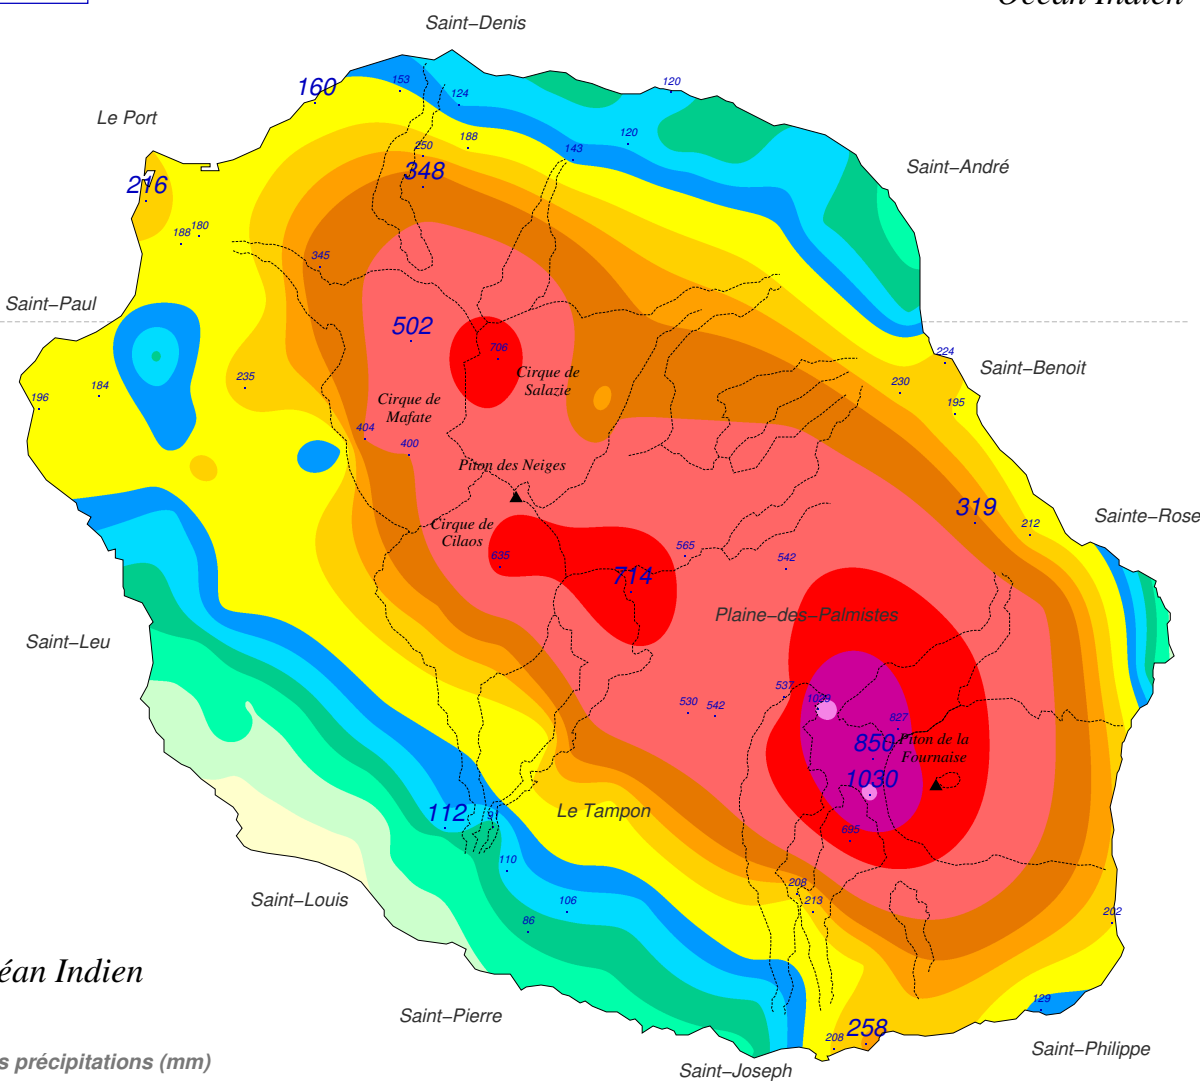 Océan Indien
Saint–Denis
160
153
124
120
Le Port
188
120
250
143
348
Saint–André
216
188
180
345
Saint–Paul
502
706
224
Cirque de
Salazie
Saint–Benoit
230
184
235
196
Cirque de
Mafate
195
404
400
Piton des Neiges
319
212
Sainte–Rose
Cirque de
Cilaos
635
565
542
714
Plaine–des–Palmistes
Saint–Leu
537
530
542
827
850
Piton de la
Fournaise
1030
112
Le Tampon
695
110
208
213
Saint–Louis
106
86
202
éan Indien
129
Saint–Pierre
258
208
Saint–Philippe
s précipitations (mm)
Saint–Joseph